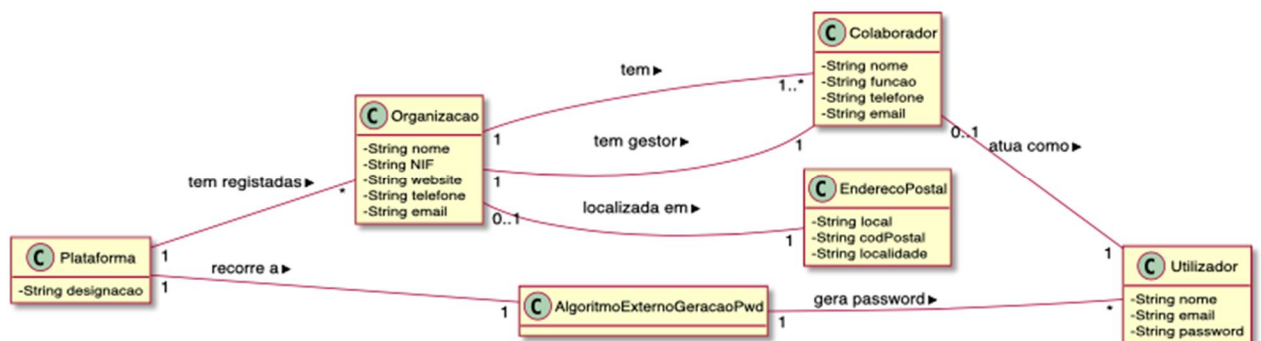 C Colaborador
-String nome
-String funcao
-String telefone
-String email
tem ▶
1..*
1
C Organizacao
-String nome
-String NIF
-String website
-String telefone
-String email
tem gestor ▶
1
1
0..1
atua como ▶
1
localizada em ▶
0..1
1
C EnderecoPostal
-String local
-String codPostal
-String localidade
tem registadas ▶
*
1
C Plataforma
-String designacao
recorre a ▶
1
1
C AlgoritmoExternoGeracaoPwd
gera password ▶
1
*
C Utilizador
-String nome
-String email
-String password